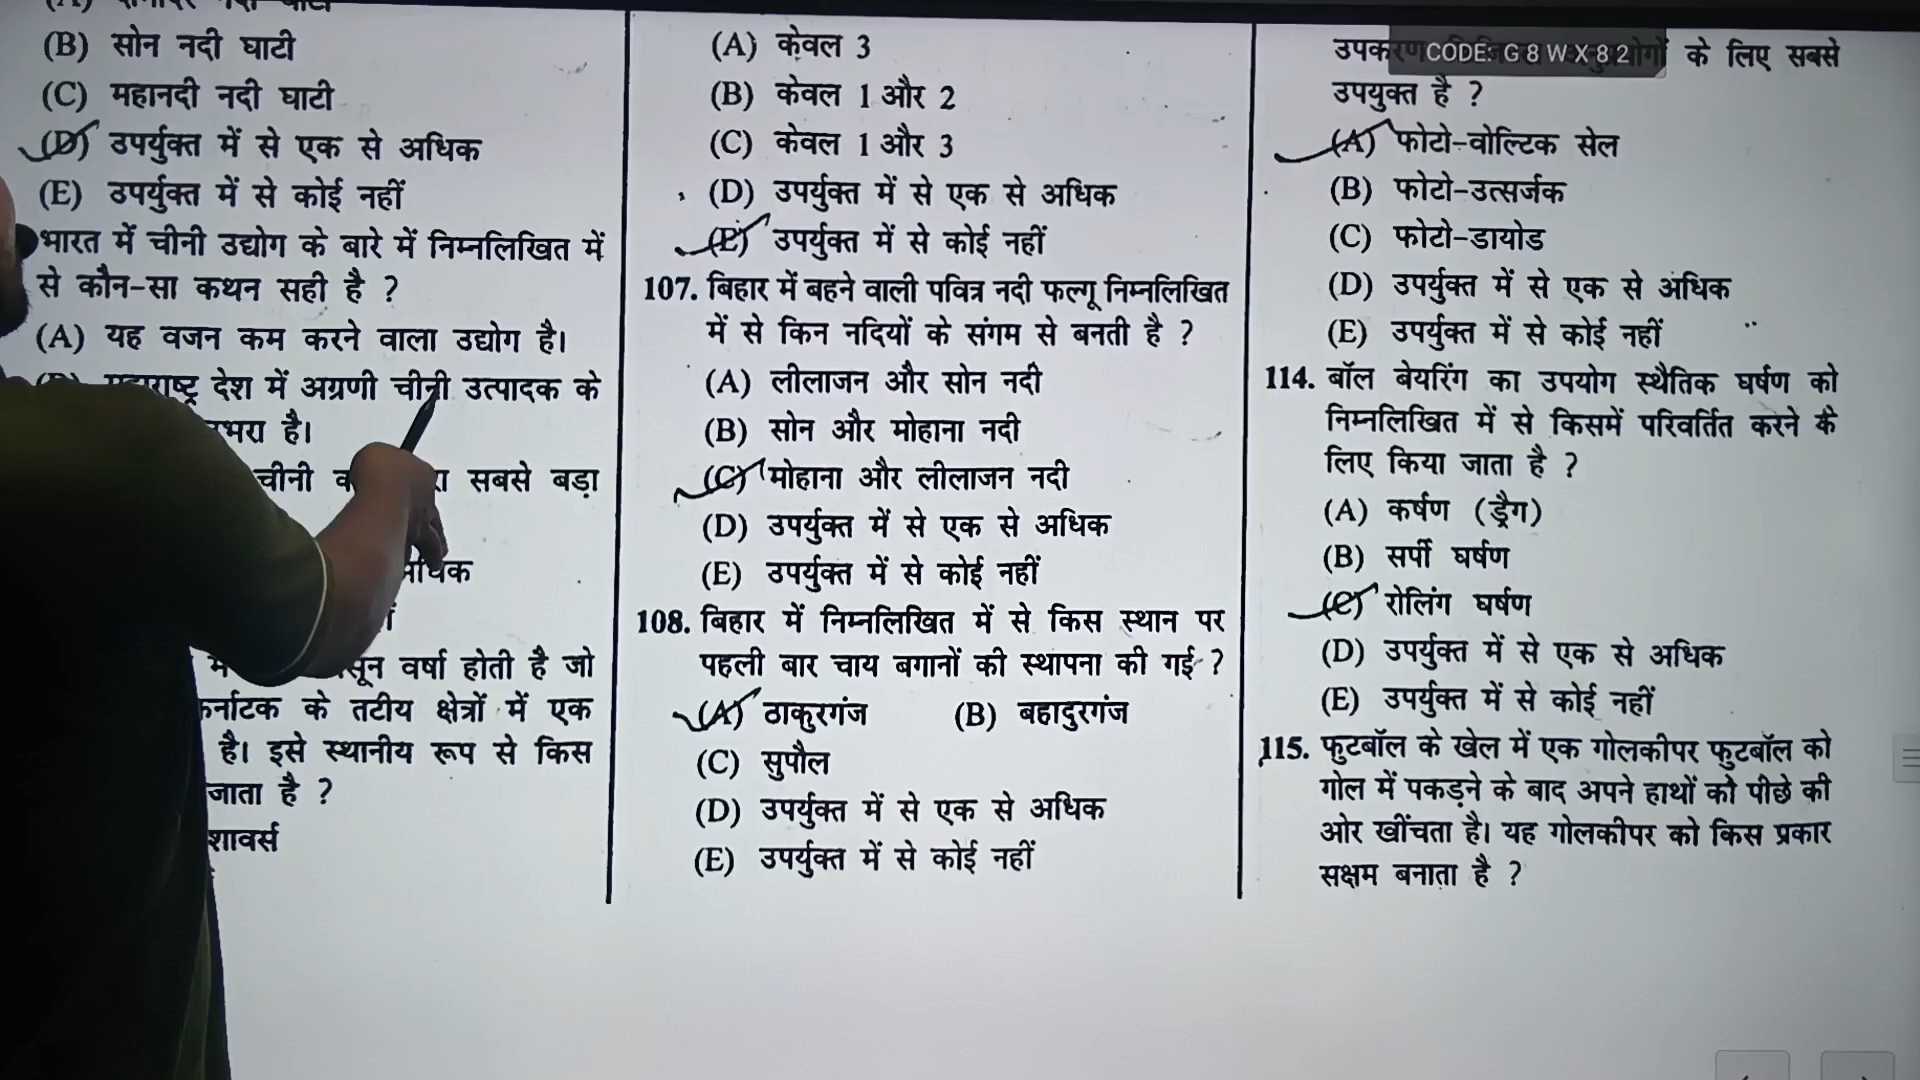 (B) सोन नदी घाटी
(C) महानदी नदी घाटी
(D) उपर्युक्त में से एक से अधिक
(E) उपर्युक्त में से कोई नहीं
भारत में चीनी उद्योग के बारे में निम्नलिखित में
से कौन-सा कथन सही है ?
(A) यह वजन कम करने वाला उद्योग है।
देश में अग्रणी चीनी उत्पादक के
है।
चीनी सबसे बड़ा
वर्षा होती है जो
के तटीय क्षेत्रों में एक
है। इसे स्थानीय रूप से किस
जाता है ?
शावर्स
(A) केवल 3
(B) केवल 1 और 2
(C) केवल 1 और 3
(D) उपर्युक्त में से एक से अधिक
(E) उपर्युक्त में से कोई नहीं
107. बिहार में बहने वाली पवित्र नदी फल्गू निम्नलिखित
में से किन नदियों के संगम से बनती है ?
(A) लीलाजन और सोन नदी
(B) सोन और मोहाना नदी
(C) मोहाना और लीलाजन नदी
(D) उपर्युक्त में से एक से अधिक
(E) उपर्युक्त में से कोई नहीं
108. बिहार में निम्नलिखित में से किस स्थान पर
पहली बार चाय बगानों की स्थापना की गई ?
(A) ठाकुरगंज (B) बहादुरगंज
(C) सुपौल
(D) उपर्युक्त में से एक से अधिक
(E) उपर्युक्त में से कोई नहीं
CODE: G8WX82
के लिए सबसे
उपयुक्त है ?
(A) फोटो-वोल्टिक सेल
(B) फोटो-उत्सर्जक
(C) फोटो-डायोड
(D) उपर्युक्त में से एक से अधिक
(E) उपर्युक्त में से कोई नहीं
114. बॉल बेयरिंग का उपयोग स्थैतिक घर्षण को
निम्नलिखित में से किसमें परिवर्तित करने के
लिए किया जाता है ?
(A) कर्षण (ड्रैग)
(B) सर्पी घर्षण
(C) रोलिंग घर्षण
(D) उपर्युक्त में से एक से अधिक
(E) उपर्युक्त में से कोई नहीं
115. फुटबॉल के खेल में एक गोलकीपर फुटबॉल को
गोल में पकड़ने के बाद अपने हाथों को पीछे की
ओर खींचता है। यह गोलकीपर को किस प्रकार
सक्षम बनाता है ?